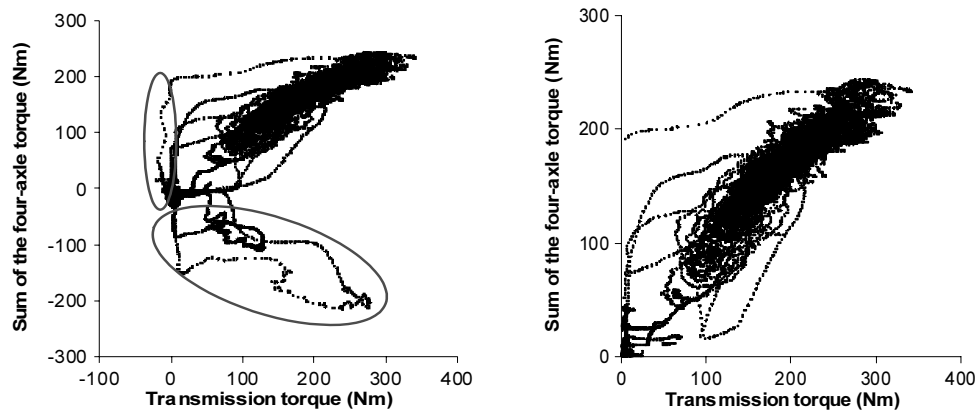 Sum of the four-axle torque (Nm)
300
200
100
0
-100
-200
-300
-100 0 100 200 300 400
Transmission torque (Nm)
Sum of the four-axle torque (Nm)
300
200
100
0
0 100 200 300 400
Transmission torque (Nm)